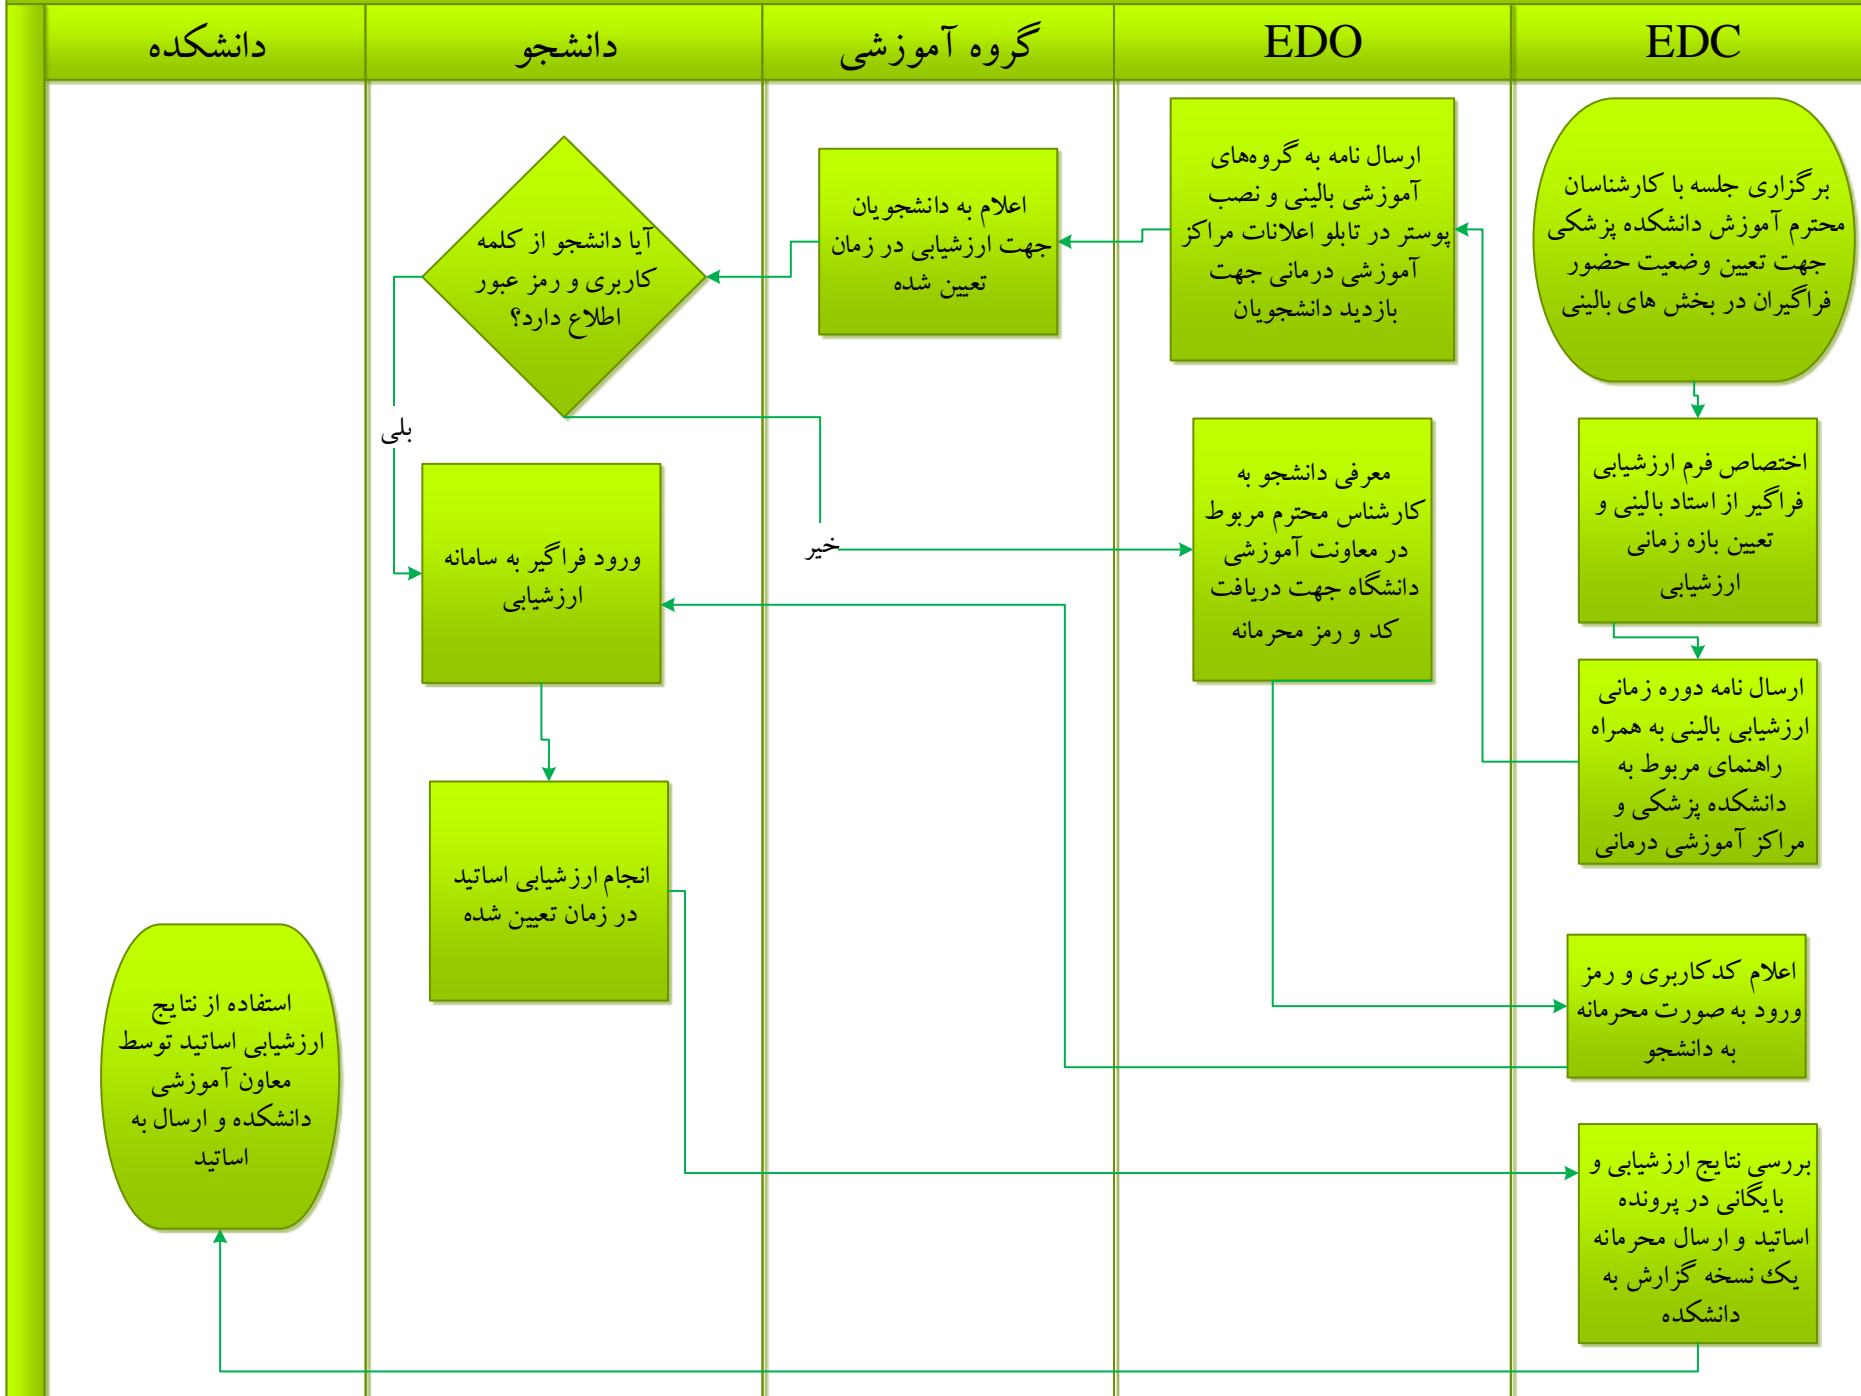 EDC
EDO
گروه آموزشی
دانشجو
دانشکده
برگزاری جلسه با کارشناسان
محترم آموزش دانشکده پزشکی
جهت تعیین وضعیت حضور
فراگیران در بخش های بالینی
ارسال نامه به گروه‌های
آموزشی بالینی و نصب
پوستر در تابلو اعلانات مراکز
آموزشی درمانی جهت
بازدید دانشجویان
اعلام به دانشجویان
جهت ارزشیابی در زمان
تعیین شده
آیا دانشجو از کلمه
کاربری و رمز عبور
اطلاع دارد؟
بلی
خیر
اختصاص فرم ارزشیابی
فراگیر از استاد بالینی و
تعیین بازه زمانی
ارزشیابی
معرفی دانشجو به
کارشناس محترم مربوط
در معاونت آموزشی
دانشگاه جهت دریافت
کد و رمز محرمانه
ورود فراگیر به سامانه
ارزشیابی
ارسال نامه دوره زمانی
ارزشیابی بالینی به همراه
راهنمای مربوط به
دانشکده پزشکی و
مراکز آموزشی درمانی
انجام ارزشیابی اساتید
در زمان تعیین شده
اعلام کدکاربری و رمز
ورود به صورت محرمانه
به دانشجو
استفاده از نتایج
ارزشیابی اساتید توسط
معاون آموزشی
دانشکده و ارسال به
اساتید
بررسی نتایج ارزشیابی و
بایگانی در پرونده
اساتید و ارسال محرمانه
یک نسخه گزارش به
دانشکده